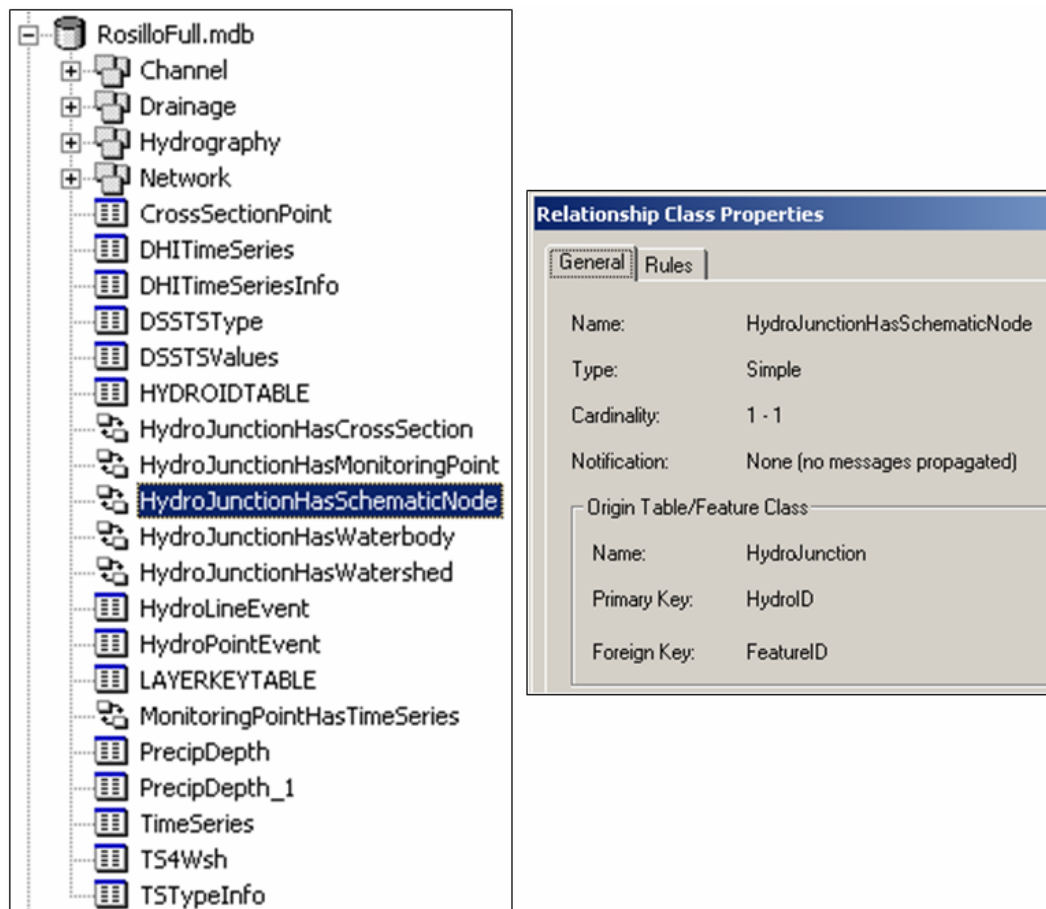 RosilloFull.mdb
Channel
Drainage
Hydrography
Network
CrossSectionPoint
DHITimeSeries
DHITimeSeriesInfo
DSSTSType
DSSTSValues
HYDROIDTABLE
HydroJunctionHasCrossSection
HydroJunctionHasMonitoringPoint
HydroJunctionHasSchematicNode
HydroJunctionHasWaterbody
HydroJunctionHasWatershed
HydroLineEvent
HydroPointEvent
LAYERKEYTABLE
MonitoringPointHasTimeSeries
PrecipDepth
PrecipDepth_1
TimeSeries
TS4Wsh
TSTypeInfo
Relationship Class Properties
General Rules
Name: HydroJunctionHasSchematicNode
Type: Simple
Cardinality: 1 - 1
Notification: None (no messages propagated)
Origin Table/Feature Class
Name: HydroJunction
Primary Key: HydroID
Foreign Key: FeatureID